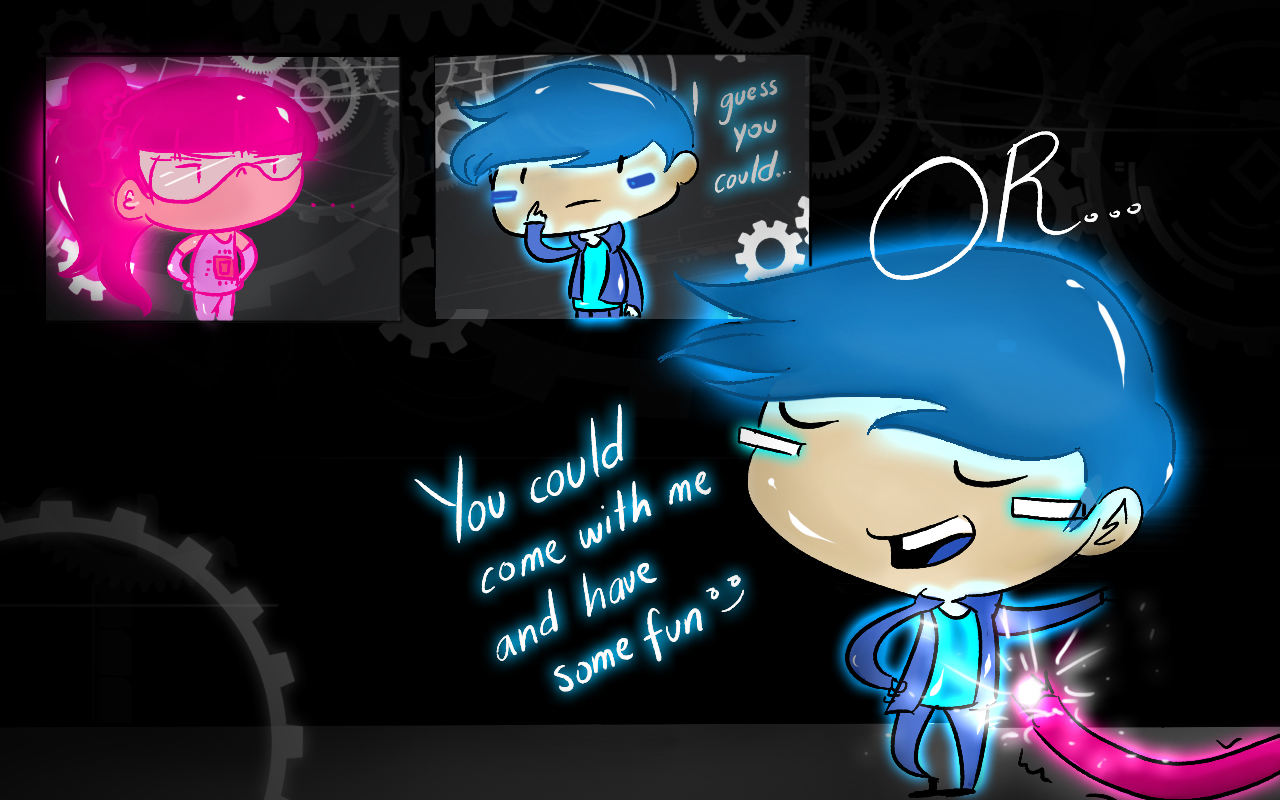 ...
I guess
you
could...
OR...
You could
come with me
and have
some fun :)